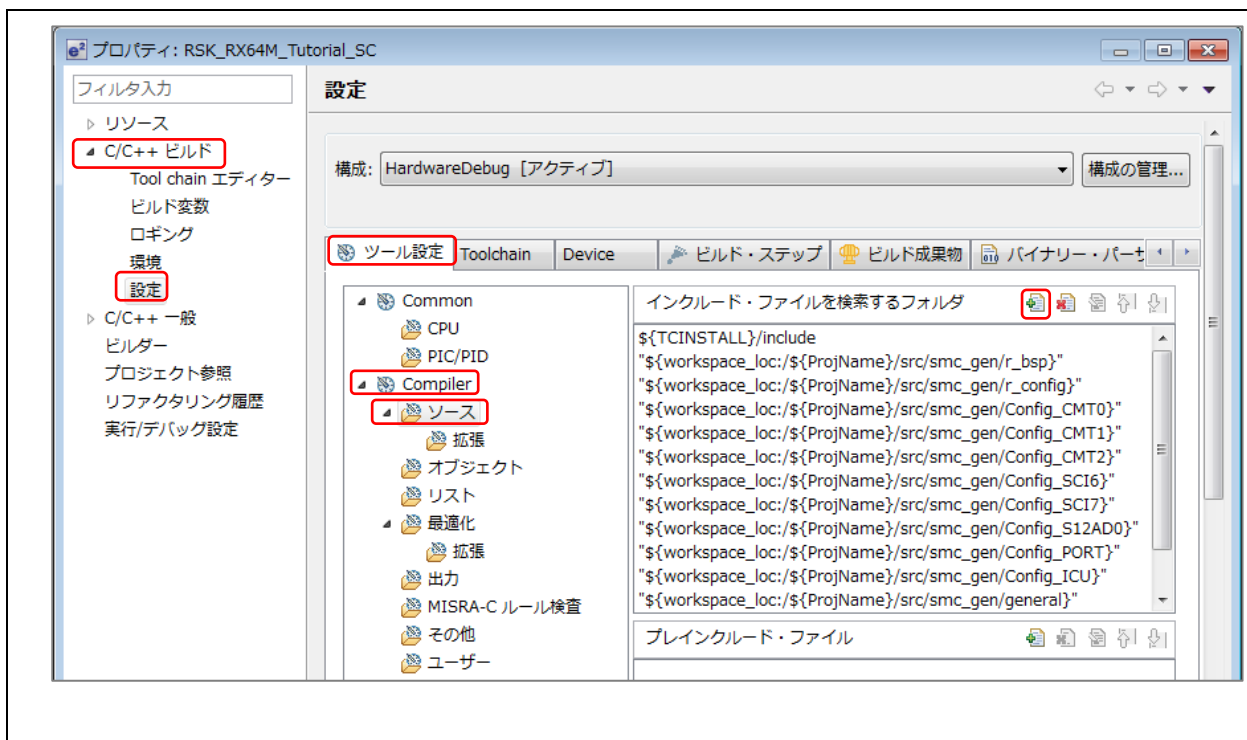 プロパティ: RSK_RX64M_Tutorial_SC
フィルタ入力
リソース
C/C++ ビルド
Tool chain エディター
ビルド変数
ロギング
環境
設定
C/C++ 一般
ビルダー
プロジェクト参照
リファクタリング履歴
実行/デバッグ設定
設定
構成: HardwareDebug [アクティブ] 構成の管理...
ツール設定 Toolchain Device ビルド・ステップ ビルド成果物 バイナリー・パーサ
Common
CPU
PIC/PID
Compiler
ソース
拡張
オブジェクト
リスト
最適化
拡張
出力
MISRA-C ルール検査
その他
ユーザー
インクルード・ファイルを検索するフォルダ
${TCINSTALL}/include
"${workspace_loc:/${ProjName}/src/smc_gen/r_bsp}"
"${workspace_loc:/${ProjName}/src/smc_gen/r_config}"
"${workspace_loc:/${ProjName}/src/smc_gen/Config_CMT0}"
"${workspace_loc:/${ProjName}/src/smc_gen/Config_CMT1}"
"${workspace_loc:/${ProjName}/src/smc_gen/Config_CMT2}"
"${workspace_loc:/${ProjName}/src/smc_gen/Config_SCI6}"
"${workspace_loc:/${ProjName}/src/smc_gen/Config_SCI7}"
"${workspace_loc:/${ProjName}/src/smc_gen/Config_S12AD0}"
"${workspace_loc:/${ProjName}/src/smc_gen/Config_PORT}"
"${workspace_loc:/${ProjName}/src/smc_gen/Config_ICU}"
"${workspace_loc:/${ProjName}/src/smc_gen/general}"
プレインクルード・ファイル